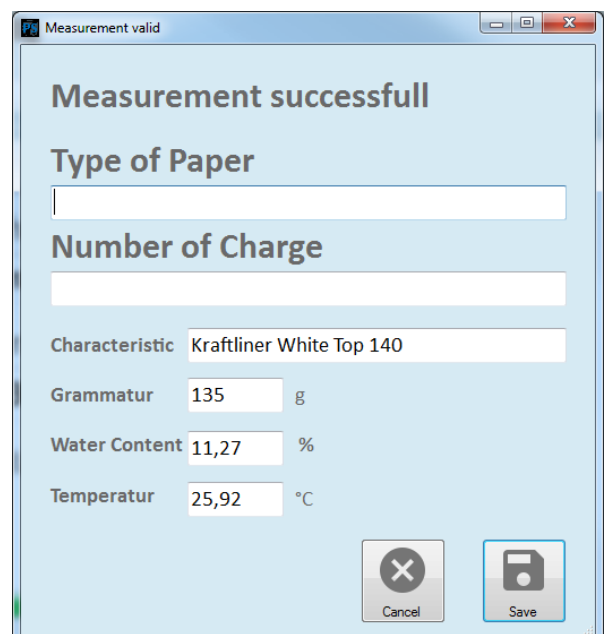 Measurement valid
Measurement successfull
Type of Paper
Number of Charge
Characteristic Kraftliner White Top 140
Grammatur 135 g
Water Content 11,27 %
Temperatur 25,92 °C
Cancel Save